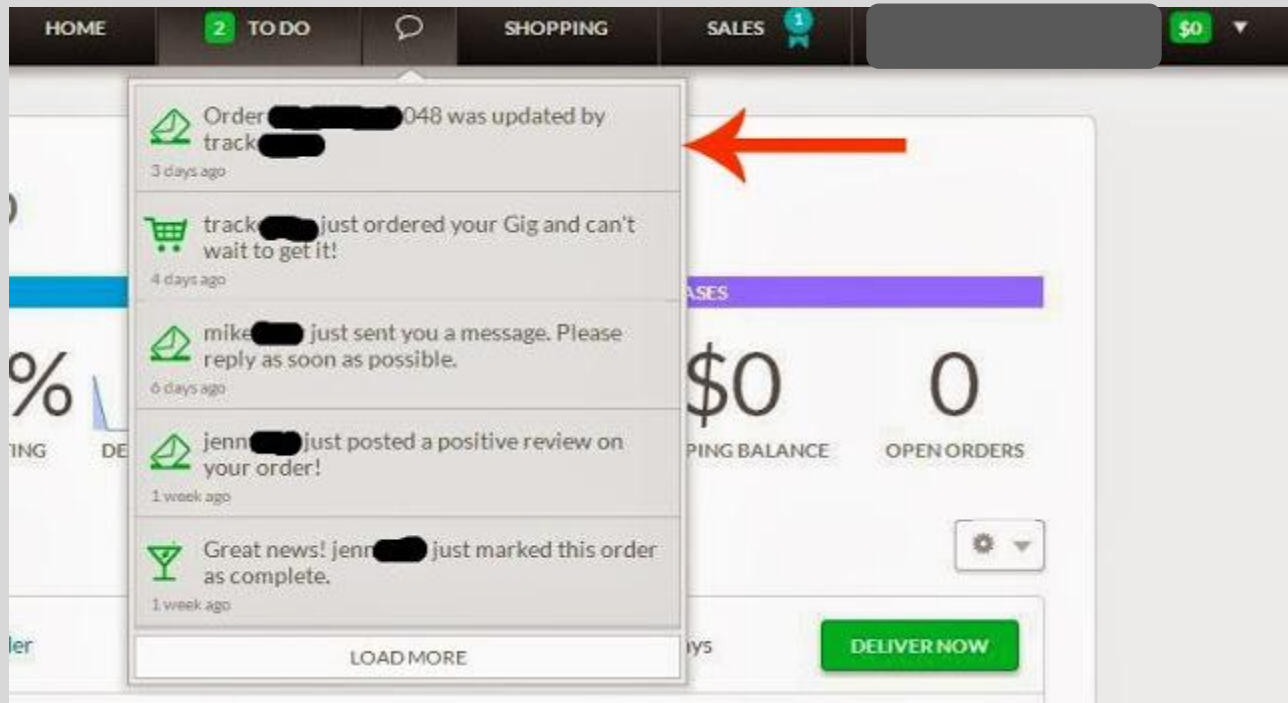 HOME 2 TO DO SHOPPING SALES 1 $0
Order 048 was updated by
track
3 days ago
track just ordered your Gig and can't
wait to get it!
4 days ago
ASES
mike just sent you a message. Please
reply as soon as possible.
6 days ago
% $0 0
ING DE PING BALANCE OPEN ORDERS
jenn just posted a positive review on
your order!
1 week ago
Great news! jenn just marked this order
as complete.
1 week ago
ler ays DELIVER NOW
LOAD MORE